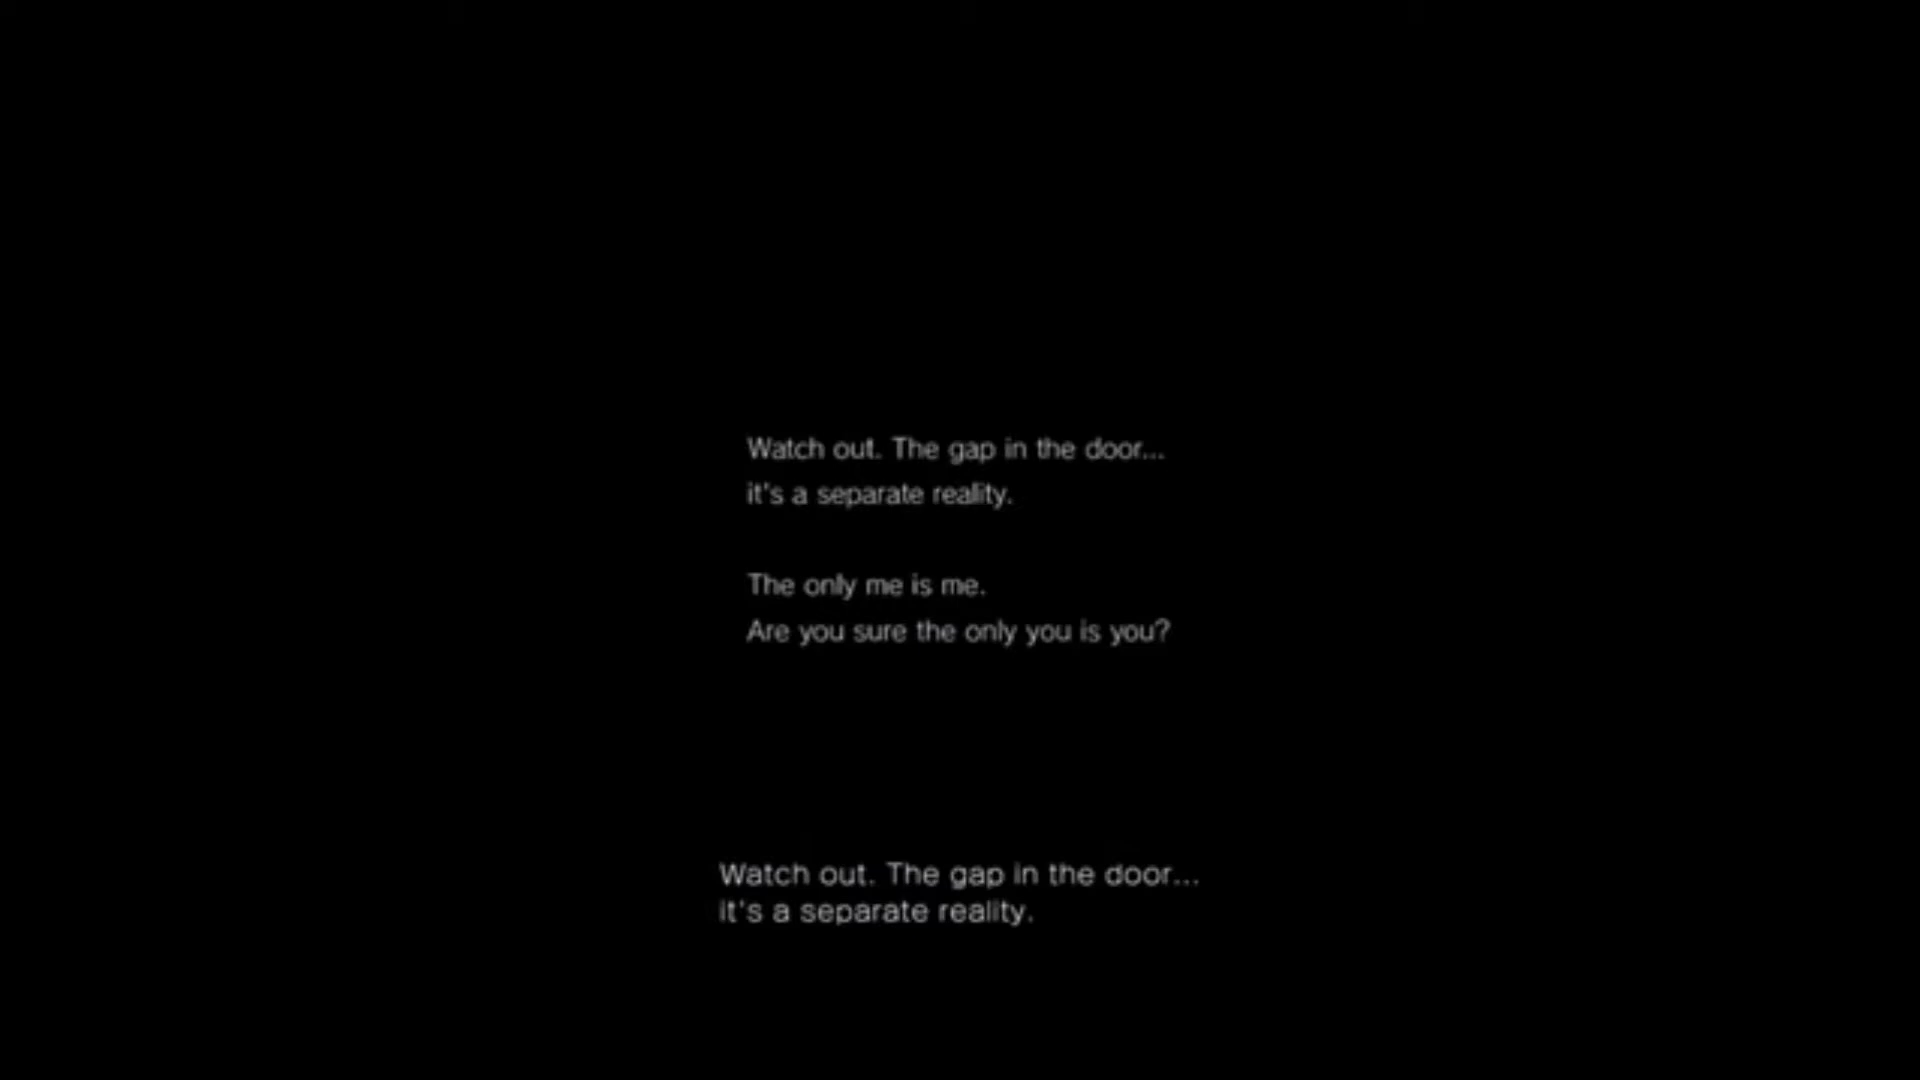 Watch out. The gap in the door...
it's a separate reality.
The only me is me.
Are you sure the only you is you?
Watch out. The gap in the door...
it's a separate reality.